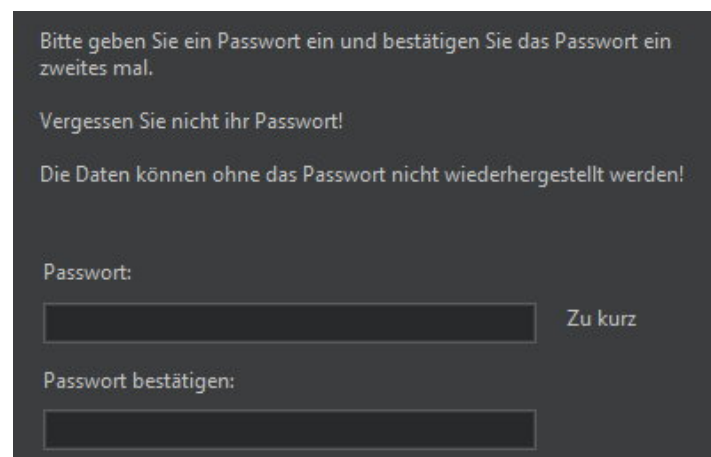 Bitte geben Sie ein Passwort ein und bestätigen Sie das Passwort ein
zweites mal.
Vergessen Sie nicht ihr Passwort!
Die Daten können ohne das Passwort nicht wiederhergestellt werden!
Passwort:
Zu kurz
Passwort bestätigen: